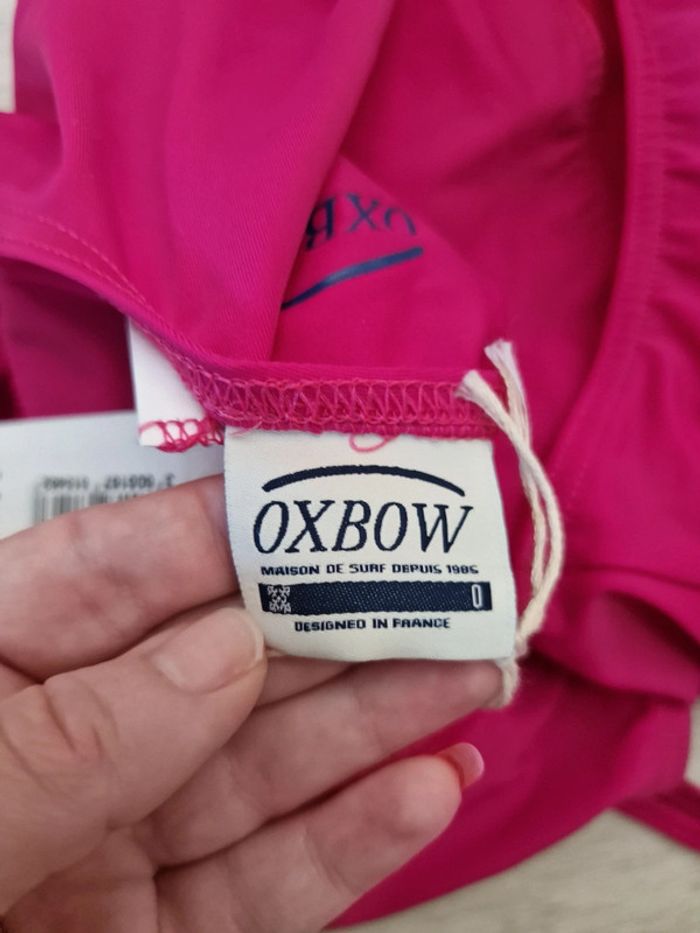 OXBOW
MAISON DE SURF DEPUIS 1985
0
DESIGNED IN FRANCE